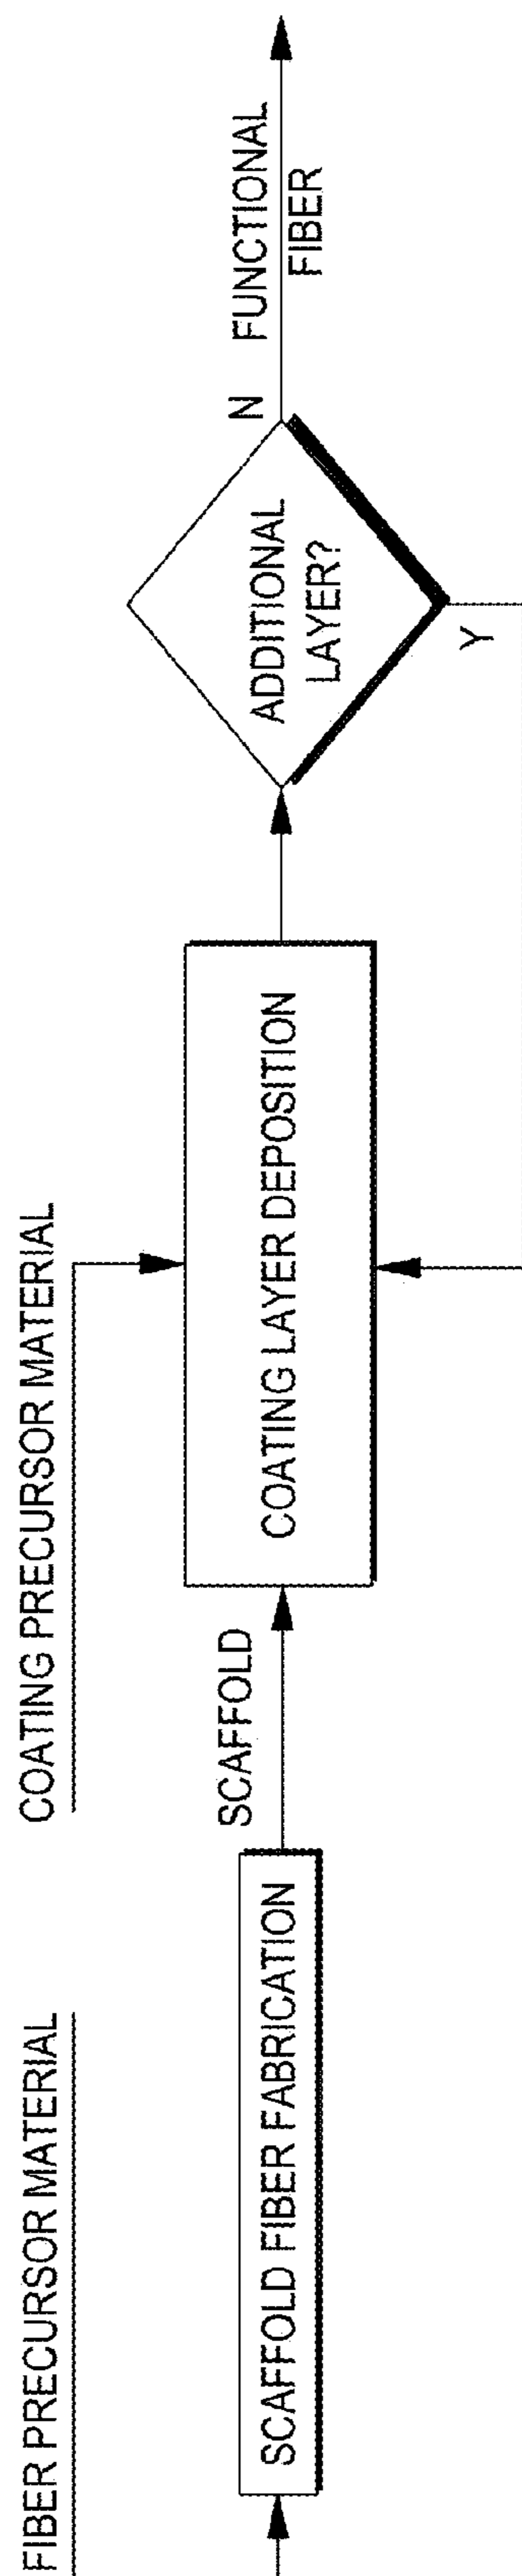 FIBER PRECURSOR MATERIAL
SCAFFOLD FIBER FABRICATION
SCAFFOLD
COATING PRECURSOR MATERIAL
COATING LAYER DEPOSITION
ADDITIONAL
LAYER?
Y
N
FUNCTIONAL
FIBER